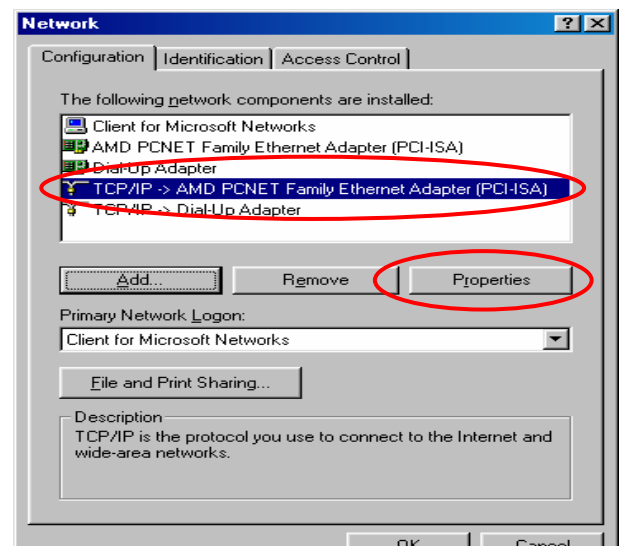 Network
Configuration Identification Access Control
The following network components are installed:
Client for Microsoft Networks
AMD PCNET Family Ethernet Adapter (PCI-ISA)
Dial-Up Adapter
TCP/IP -> AMD PCNET Family Ethernet Adapter (PCI-ISA)
TCP/IP -> Dial-Up Adapter
Add... Remove Properties
Primary Network Logon:
Client for Microsoft Networks
File and Print Sharing...
Description
TCP/IP is the protocol you use to connect to the Internet and
wide-area networks.
OK Cancel